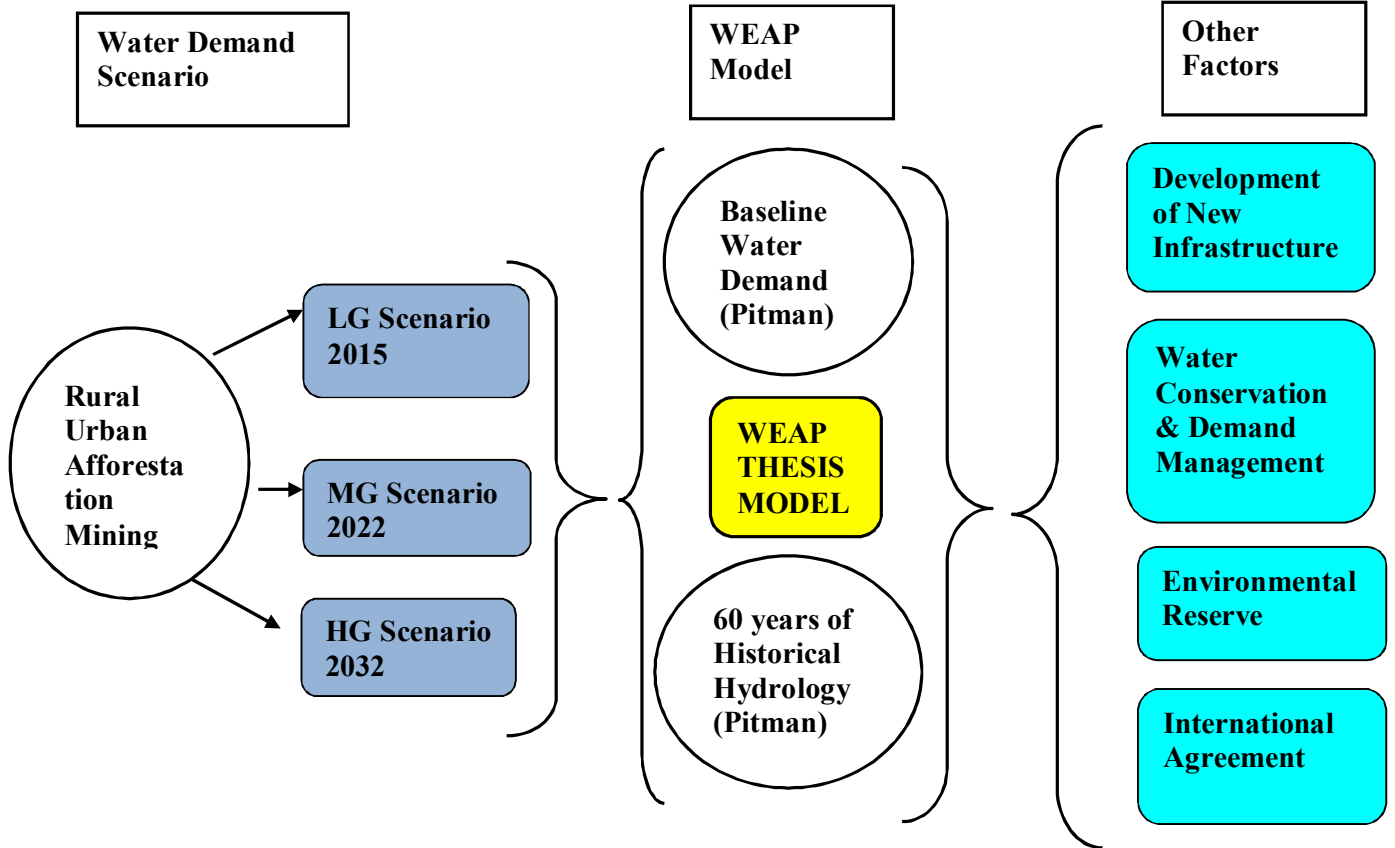 Water Demand
Scenario
WEAP
Model
Other
Factors
Rural
Urban
Afforesta
tion
Mining
LG Scenario
2015
MG Scenario
2022
HG Scenario
2032
Baseline
Water
Demand
(Pitman)
WEAP
THESIS
MODEL
60 years of
Historical
Hydrology
(Pitman)
Development
of New
Infrastructure
Water
Conservation
& Demand
Management
Environmental
Reserve
International
Agreement